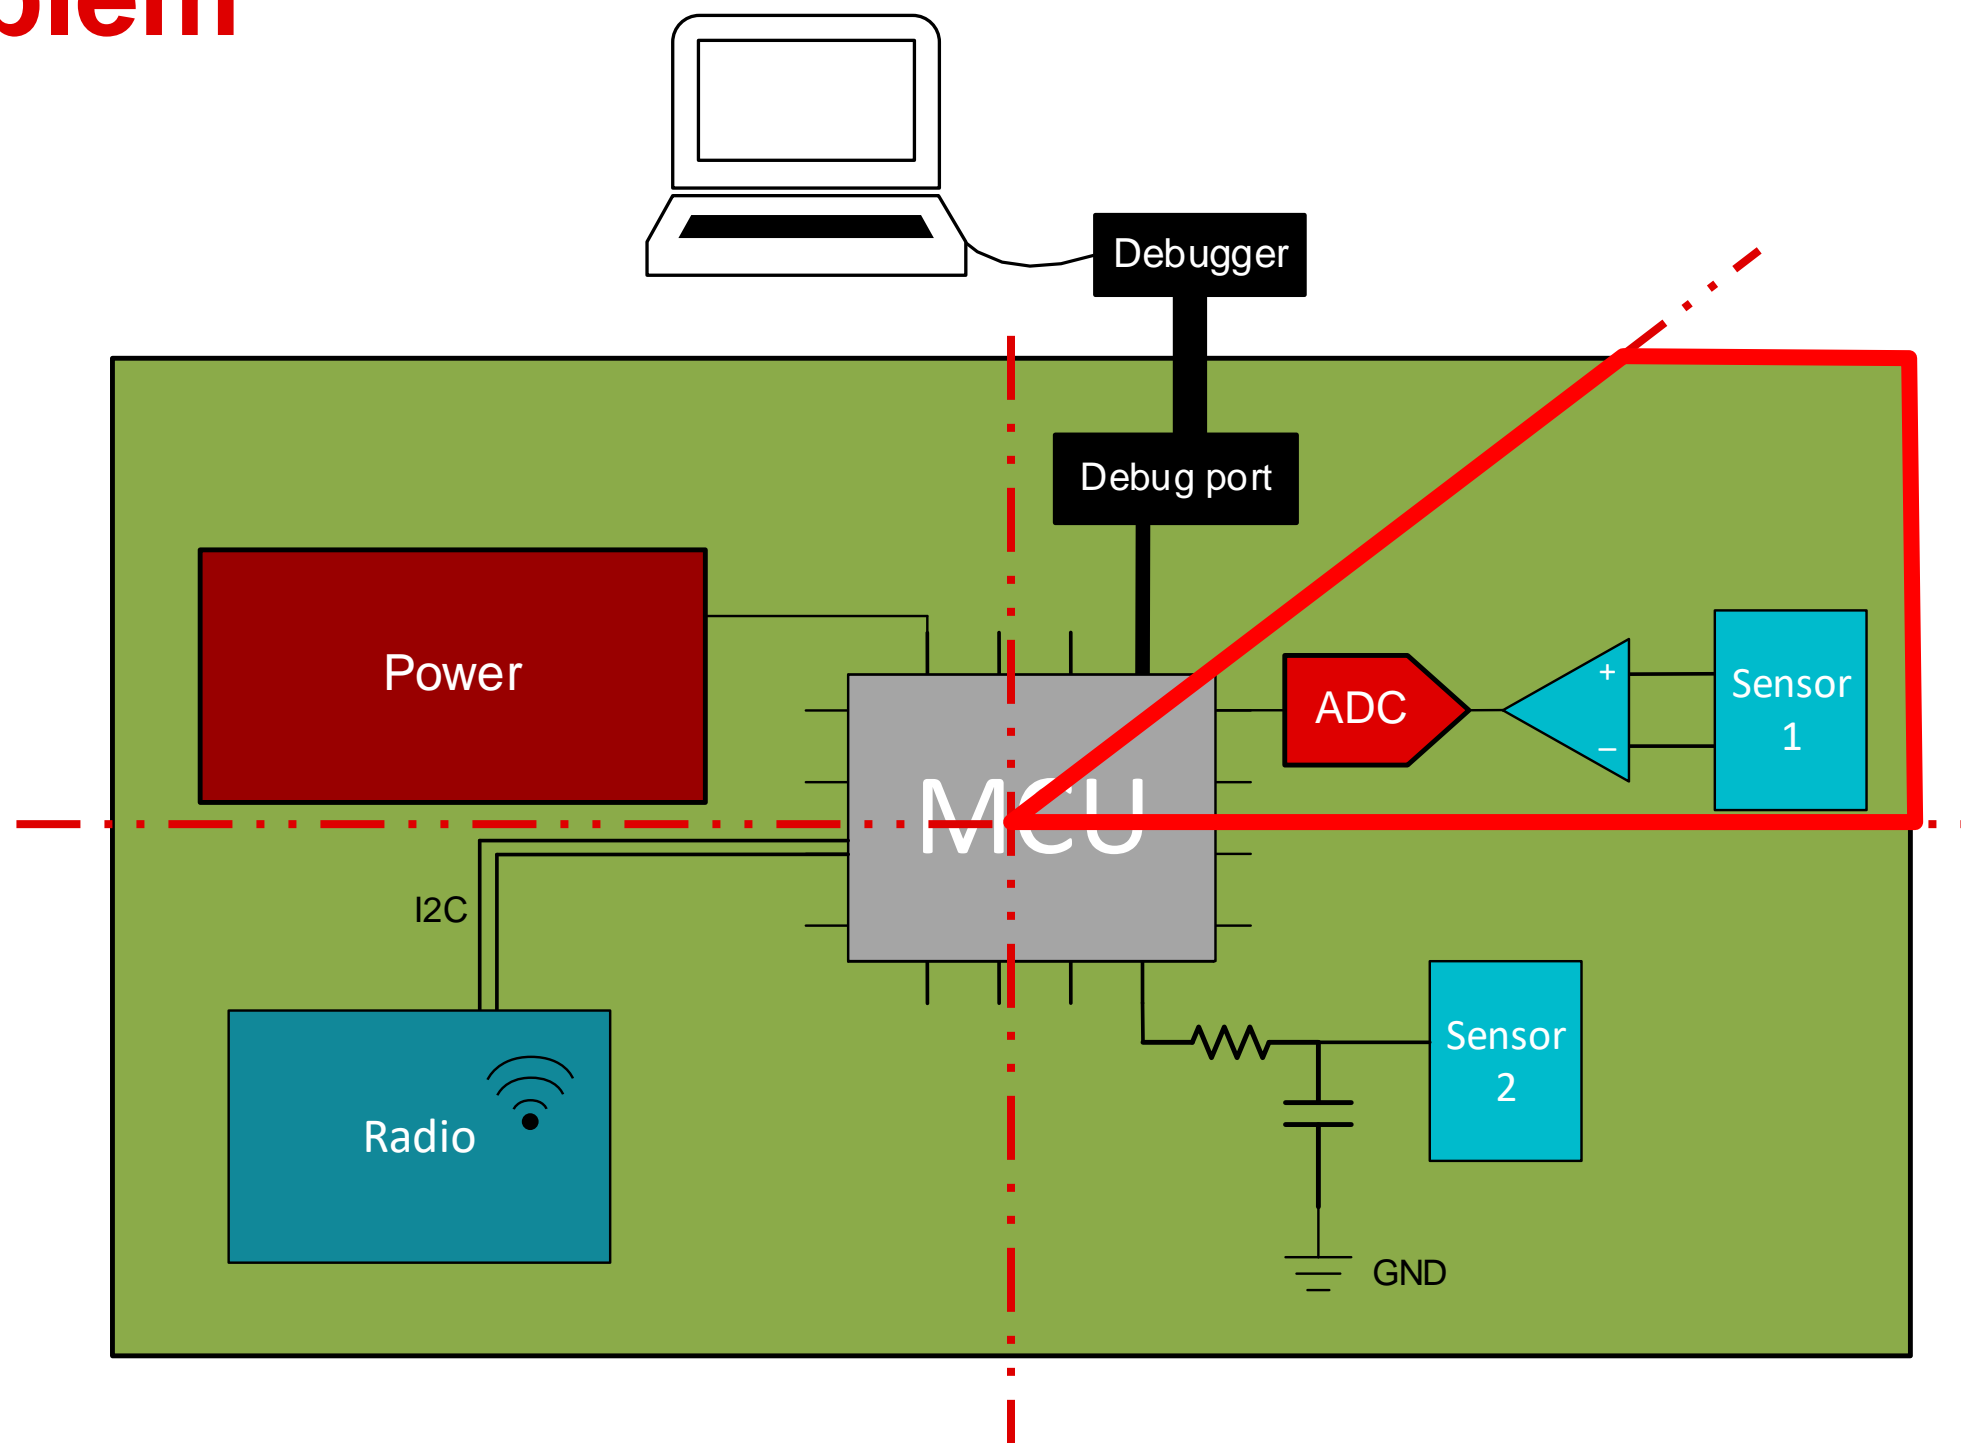 Debugger
Debug port
Power
ADC
+
–
Sensor
1
MCU
I2C
Sensor
2
Radio
GND